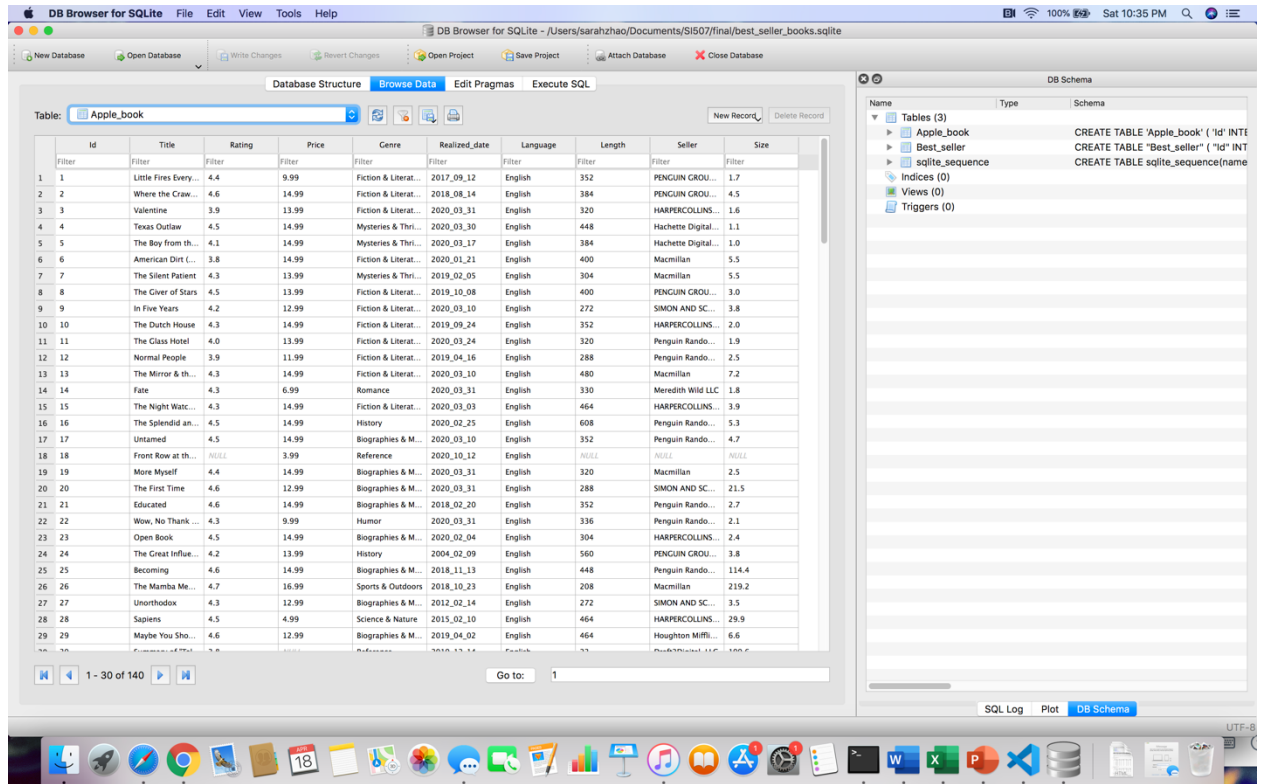 DB Browser for SQLite File Edit View Tools Help 100% Sat 10:35 PM
DB Browser for SQLite - /Users/sarahzhao/Documents/SI507/final/best_seller_books.sqlite
New Database Open Database Write Changes Revert Changes Open Project Save Project Attach Database Close Database
Database Structure Browse Data Edit Pragmas Execute SQL
Table: Apple_book New Record Delete Record
Id Title Rating Price Genre Realized_date Language Length Seller Size
Filter Filter Filter Filter Filter Filter Filter Filter Filter Filter
1 1 Little Fires Every... 4.4 9.99 Fiction & Literat... 2017_09_12 English 352 PENGUIN GROU... 1.7
2 2 Where the Craw... 4.6 14.99 Fiction & Literat... 2018_08_14 English 384 PENGUIN GROU... 4.5
3 3 Valentine 3.9 13.99 Fiction & Literat... 2020_03_31 English 320 HARPERCOLLINS... 1.6
4 4 Texas Outlaw 4.5 14.99 Mysteries & Thri... 2020_03_30 English 448 Hachette Digital... 1.1
5 5 The Boy from th... 4.1 14.99 Mysteries & Thri... 2020_03_17 English 384 Hachette Digital... 1.0
6 6 American Dirt (... 3.8 14.99 Fiction & Literat... 2020_01_21 English 400 Macmillan 5.5
7 7 The Silent Patient 4.3 13.99 Mysteries & Thri... 2019_02_05 English 304 Macmillan 5.5
8 8 The Giver of Stars 4.5 13.99 Fiction & Literat... 2019_10_08 English 400 PENGUIN GROU... 3.0
9 9 In Five Years 4.2 12.99 Fiction & Literat... 2020_03_10 English 272 SIMON AND SC... 3.8
10 10 The Dutch House 4.3 14.99 Fiction & Literat... 2019_09_24 English 352 HARPERCOLLINS... 2.0
11 11 The Glass Hotel 4.0 13.99 Fiction & Literat... 2020_03_24 English 320 Penguin Rando... 1.9
12 12 Normal People 3.9 11.99 Fiction & Literat... 2019_04_16 English 288 Penguin Rando... 2.5
13 13 The Mirror & th... 4.3 14.99 Fiction & Literat... 2020_03_10 English 480 Macmillan 7.2
14 14 Fate 4.3 6.99 Romance 2020_03_31 English 330 Meredith Wild LLC 1.8
15 15 The Night Watc... 4.3 14.99 Fiction & Literat... 2020_03_03 English 464 HARPERCOLLINS... 3.9
16 16 The Splendid an... 4.5 14.99 History 2020_02_25 English 608 Penguin Rando... 5.3
17 17 Untamed 4.5 14.99 Biographies & M... 2020_03_10 English 352 Penguin Rando... 4.7
18 18 Front Row at th... NULL 3.99 Reference 2020_10_12 English NULL NULL NULL
19 19 More Myself 4.4 14.99 Biographies & M... 2020_03_31 English 320 Macmillan 2.5
20 20 The First Time 4.6 12.99 Biographies & M... 2020_03_31 English 288 SIMON AND SC... 21.5
21 21 Educated 4.6 14.99 Biographies & M... 2018_02_20 English 352 Penguin Rando... 2.7
22 22 Wow, No Thank ... 4.3 9.99 Humor 2020_03_31 English 336 Penguin Rando... 2.1
23 23 Open Book 4.5 14.99 Biographies & M... 2020_02_04 English 304 HARPERCOLLINS... 2.4
24 24 The Great Influe... 4.2 13.99 History 2004_02_09 English 560 PENGUIN GROU... 3.8
25 25 Becoming 4.6 14.99 Biographies & M... 2018_11_13 English 448 Penguin Rando... 114.4
26 26 The Mamba Me... 4.7 16.99 Sports & Outdoors 2018_10_23 English 208 Macmillan 219.2
27 27 Unorthodox 4.3 12.99 Biographies & M... 2012_02_14 English 272 SIMON AND SC... 3.5
28 28 Sapiens 4.5 4.99 Science & Nature 2015_02_10 English 464 HARPERCOLLINS... 29.9
29 29 Maybe You Sho... 4.6 12.99 Biographies & M... 2019_04_02 English 464 Houghton Miffli... 6.6
1 - 30 of 140 Go to: 1
DB Schema
Name Type Schema
Tables (3)
Apple_book CREATE TABLE 'Apple_book' ( 'Id' INTE
Best_seller CREATE TABLE "Best_seller" ( "Id" INT
sqlite_sequence CREATE TABLE sqlite_sequence(name
Indices (0)
Views (0)
Triggers (0)
SQL Log Plot DB Schema
UTF-8
APR
18
1 1
W X P